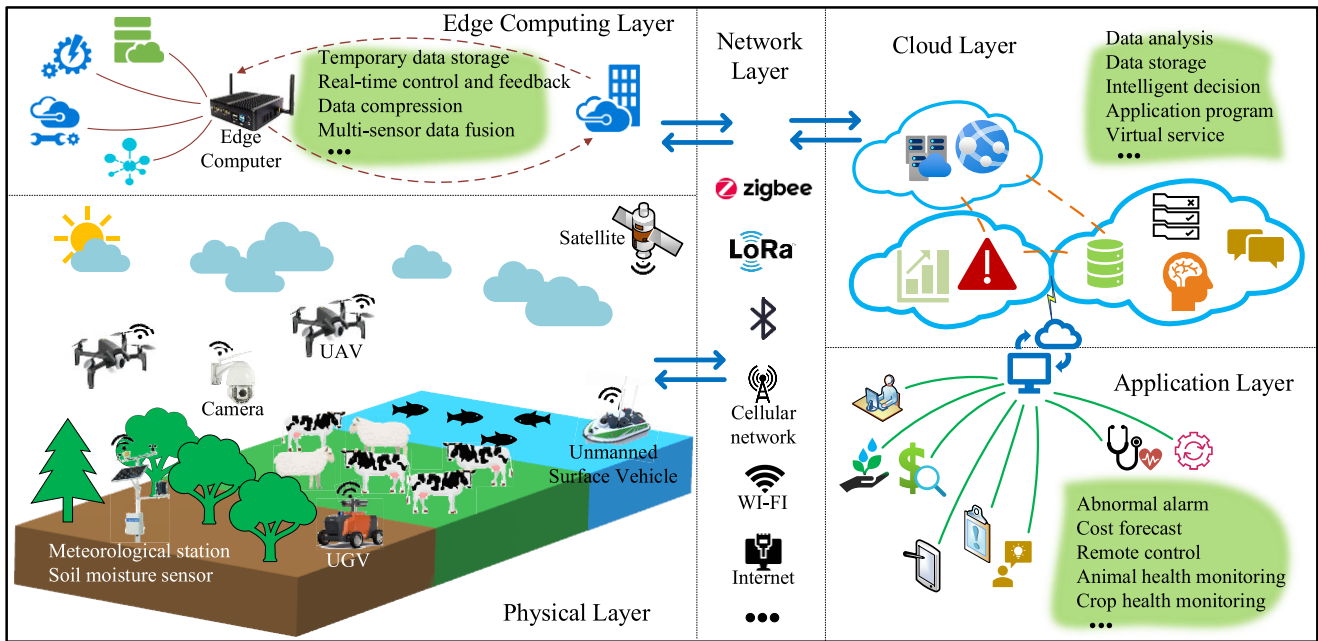 Edge Computing Layer
Temporary data storage
Real-time control and feedback
Data compression
Multi-sensor data fusion
•••
Edge
Computer
Network
Layer
zigbee
LoRa
Cellular
network
WI-FI
Internet
•••
Cloud Layer
Data analysis
Data storage
Intelligent decision
Application program
Virtual service
•••
Satellite
UAV
Camera
Unmanned
Surface Vehicle
Meteorological station
Soil moisture sensor
UGV
Physical Layer
Application Layer
Abnormal alarm
Cost forecast
Remote control
Animal health monitoring
Crop health monitoring
•••